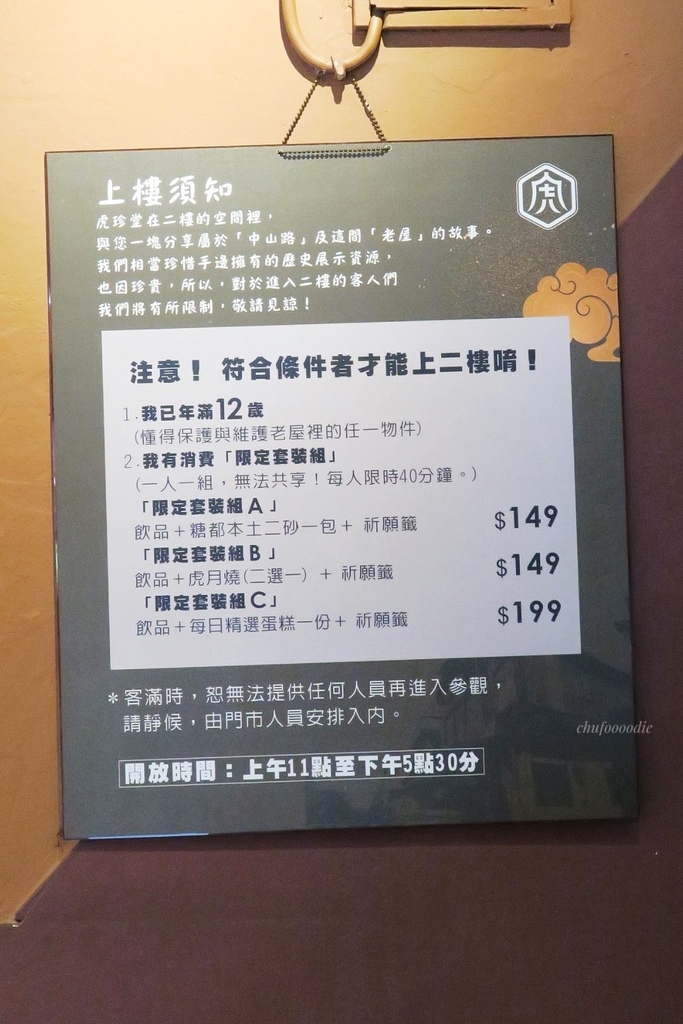 上樓須知
虎
虎珍堂在二樓的空間裡，
與您一塊分享屬於「中山路」及這間「老屋」的故事。
我們相當珍惜手邊擁有的歷史展示資源，
也因珍貴，所以，對於進入二樓的客人們
我們將有所限制，敬請見諒！
注意！ 符合條件者才能上二樓唷！
1.我已年滿12歲
(懂得保護與維護老屋裡的任一物件)
2.我有消費「限定套裝組」
(一人一組，無法共享！每人限時40分鐘。)
「限定套裝組A」
飲品＋糖都本土二砂一包＋ 祈願籤 $149
「限定套裝組B」
飲品＋虎月燒(二選一) ＋ 祈願籤 $149
「限定套裝組C」
飲品＋每日精選蛋糕一份＋ 祈願籤 $199
＊客滿時，恕無法提供任何人員再進入參觀，
請靜候，由門市人員安排入內。
chufoooodie
開放時間：上午11點至下午5點30分